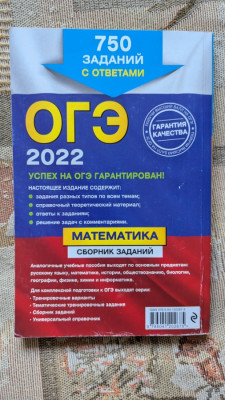 750
ЗАДАНИЙ
С ОТВЕТАМИ
ГАРАНТИЯ
КАЧЕСТВА
ОГЭ
2022
УСПЕХ НА ОГЭ ГАРАНТИРОВАН!
НАСТОЯЩЕЕ ИЗДАНИЕ СОДЕРЖИТ:
• задания разных типов по всем темам;
• справочный теоретический материал;
• ответы к заданиям;
• решение задач с комментариями.
МАТЕМАТИКА
СБОРНИК ЗАДАНИЙ
Аналогичные учебные пособия выходят по основным предметам:
русскому языку, математике, истории, обществознанию, биологии,
географии, физике, химии и информатике.
Для комплексной подготовки к ОГЭ выходят серии:
• Тренировочные варианты
• Тематические тренировочные задания
• Сборник заданий
• Универсальный справочник